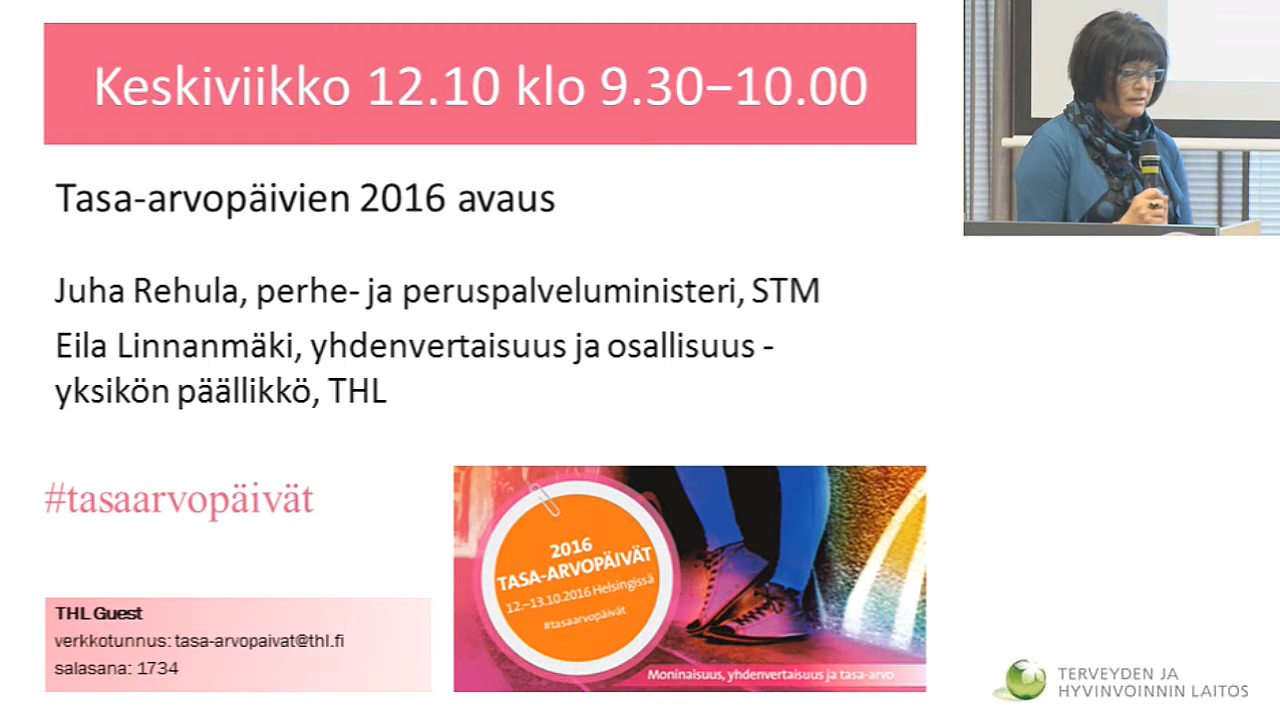 Keskiviikko 12.10 klo 9.30–10.00
Tasa-arvopäivien 2016 avaus
Juha Rehula, perhe- ja peruspalveluministeri, STM
Eila Linnanmäki, yhdenvertaisuus ja osallisuus -
yksikön päällikkö, THL
#tasaarvopäivät
2016
TASA-ARVOPÄIVÄT
12.–13.10.2016 Helsingissä
#tasaarvopäivät
Moninaisuus, yhdenvertaisuus ja tasa-arvo
THL Guest
verkkotunnus: tasa-arvopaivat@thl.fi
salasana: 1734
TERVEYDEN JA
HYVINVOINNIN LAITOS